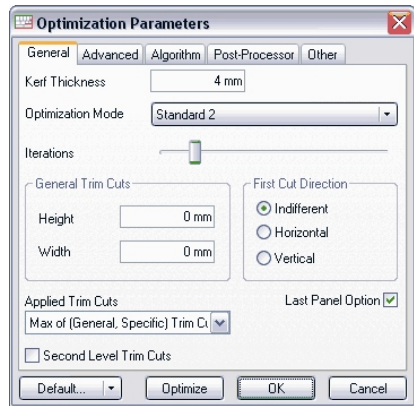 Optimization Parameters
General Advanced Algorithm Post-Processor Other
Kerf Thickness 4 mm
Optimization Mode Standard 2
Iterations
General Trim Cuts
Height 0 mm
Width 0 mm
First Cut Direction
Indifferent
Horizontal
Vertical
Applied Trim Cuts
Last Panel Option
Max of (General, Specific) Trim Cu
Second Level Trim Cuts
Default... Optimize OK Cancel